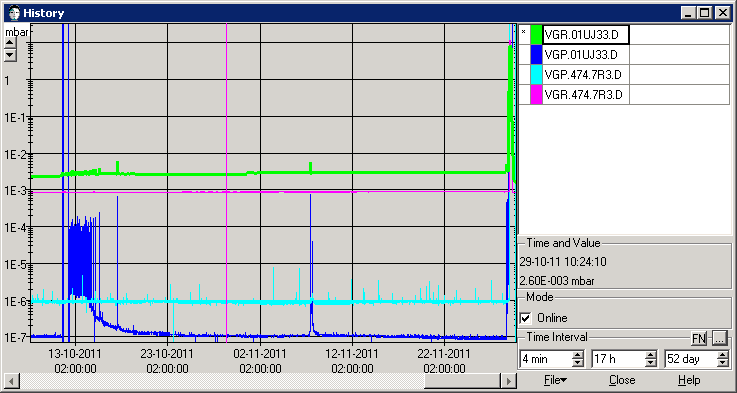 History
mbar
1
1E-1
1E-2
1E-3
1E-4
1E-5
1E-6
1E-7
13-10-2011 23-10-2011 02-11-2011 12-11-2011 22-11-2011
02:00:00 02:00:00 02:00:00 02:00:00 02:00:00
* VGR.01UJ33.D
VGP.01UJ33.D
VGP.474.7R3.D
VGR.474.7R3.D
Time and Value
29-10-11 10:24:10
2.60E-003 mbar
Mode
Online
Time Interval
FN ...
4 min 17 h 52 day
File Close Help